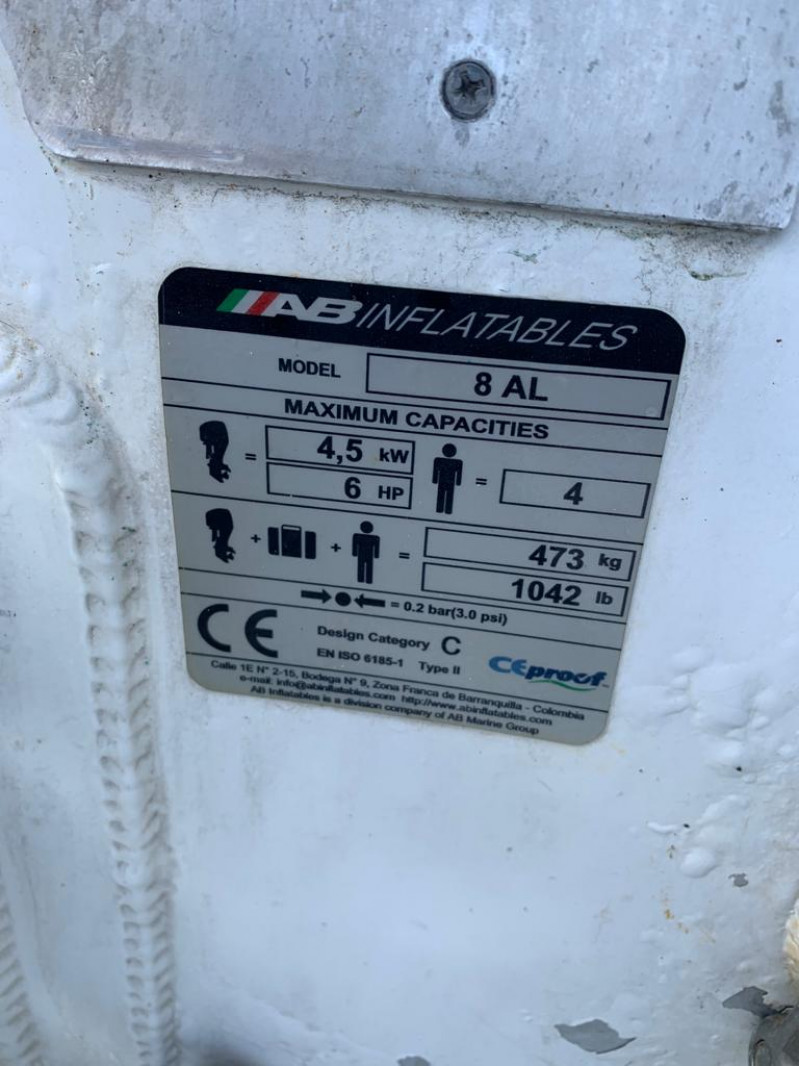 AB INFLATABLES
MODEL 8 AL
MAXIMUM CAPACITIES
= 4,5 kW = 4
6 HP
+ + = 473 kg
1042 lb
= 0.2 bar(3.0 psi)
CE Design Category C
EN ISO 6185-1 Type II CEproof
Calle 1E N° 2-15, Bodega N° 9, Zona Franca de Barranquilla - Colombia
e-mail: info@abinflatables.com http://www.abinflatables.com
AB Inflatables is a division company of AB Marine Group